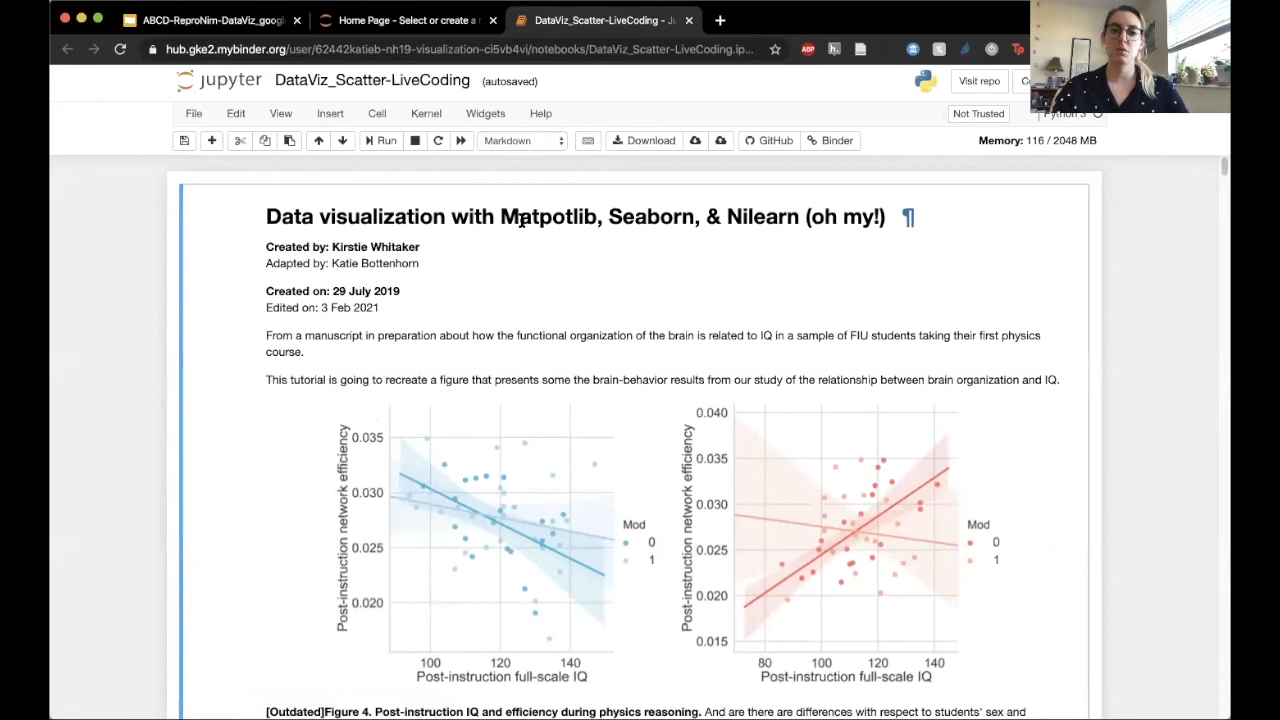 ABCD-ReproNim-DataViz_goog
Home Page - Select or create a
DataViz_Scatter-LiveCoding - Ju
hub.gke2.mybinder.org/user/62442katieb-nh19-visualization-ci5vb4vi/notebooks/DataViz_Scatter-LiveCoding.ip...
ABP
jupyter DataViz_Scatter-LiveCoding (autosaved)
Visit repo
File Edit View Insert Cell Kernel Widgets Help
Not Trusted
Python 3
Run
Markdown
Download
GitHub
Binder
Memory: 116 / 2048 MB
Data visualization with Matpotlib, Seaborn, & Nilearn (oh my!) ¶
Created by: Kirstie Whitaker
Adapted by: Katie Bottenhorn
Created on: 29 July 2019
Edited on: 3 Feb 2021
From a manuscript in preparation about how the functional organization of the brain is related to IQ in a sample of FIU students taking their first physics
course.
This tutorial is going to recreate a figure that presents some the brain-behavior results from our study of the relationship between brain organization and IQ.
Post-instruction network efficiency
0.035
0.030
0.025
0.020
100 120 140
Post-instruction full-scale IQ
Mod
0
1
Post-instruction network efficiency
0.040
0.035
0.030
0.025
0.020
0.015
80 100 120 140
Post-instruction full-scale IQ
Mod
0
1
[Outdated]Figure 4. Post-instruction IQ and efficiency during physics reasoning. And are there are differences with respect to students' sex and